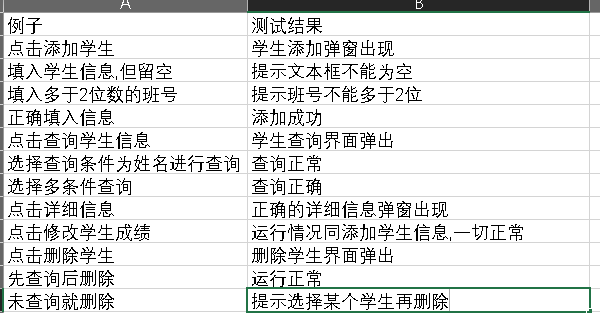 A B
例子 测试结果
点击添加学生 学生添加弹窗出现
填入学生信息,但留空 提示文本框不能为空
填入多于2位数的班号 提示班号不能多于2位
正确填入信息 添加成功
点击查询学生信息 学生查询界面弹出
选择查询条件为姓名进行查询 查询正常
选择多条件查询 查询正确
点击详细信息 正确的详细信息弹窗出现
点击修改学生成绩 运行情况同添加学生信息,一切正常
点击删除学生 删除学生界面弹出
先查询后删除 运行正常
未查询就删除 提示选择某个学生再删除